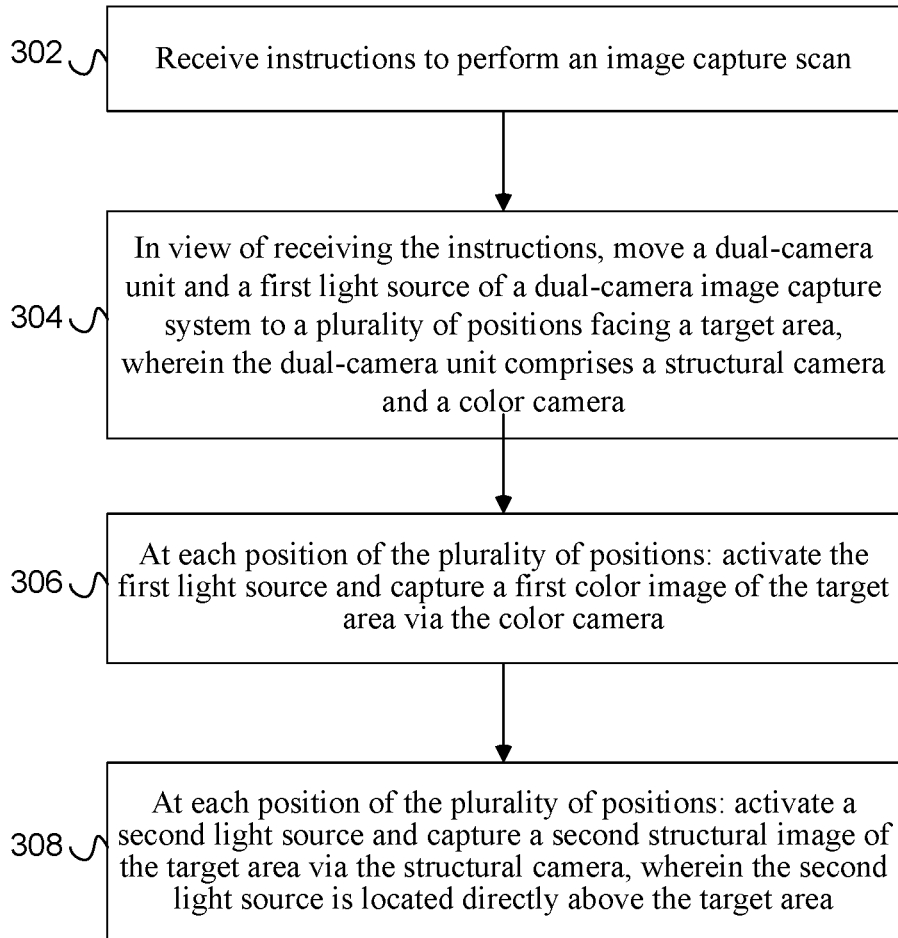 302
Receive instructions to perform an image capture scan
In view of receiving the instructions, move a dual-camera
unit and a first light source of a dual-camera image capture
304
system to a plurality of positions facing a target area,
wherein the dual-camera unit comprises a structural camera
and a color camera
At each position of the plurality of positions: activate the
306
first light source and capture a first color image of the target
area via the color camera
At each position of the plurality of positions: activate a
second light source and capture a second structural image of
308
the target area via the structural camera, wherein the second
light source is located directly above the target area